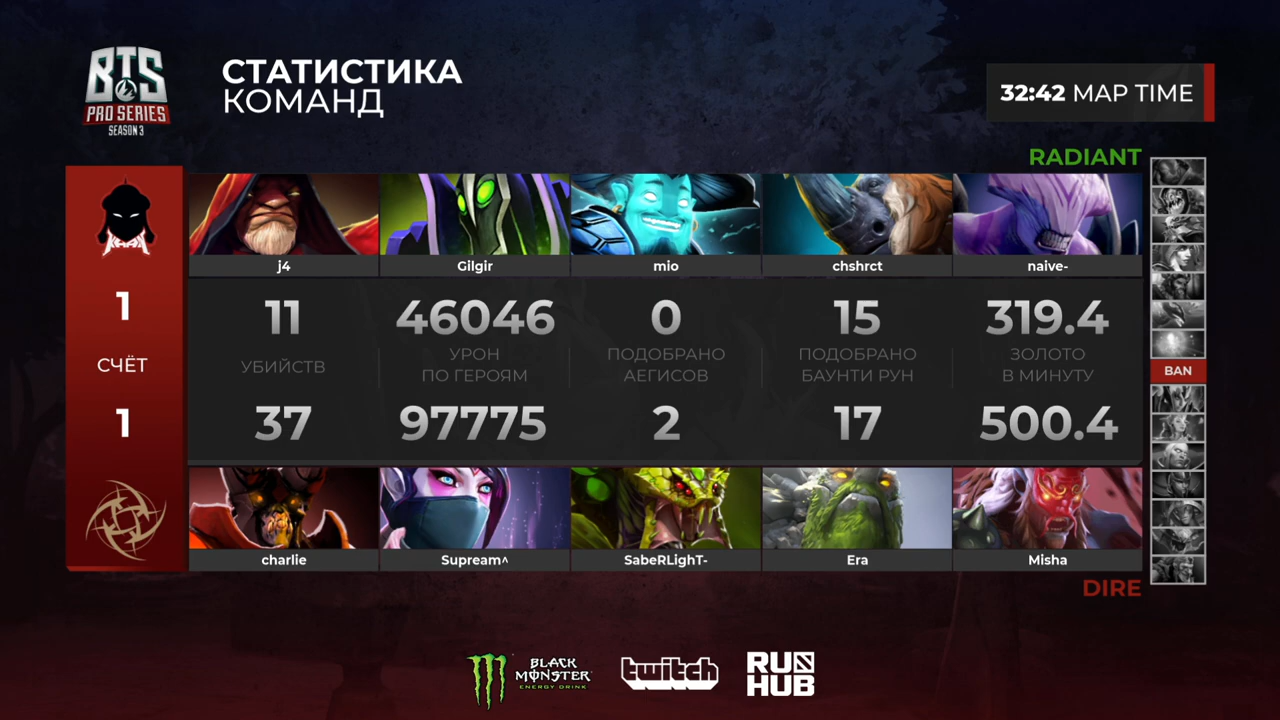 BTS
PRO SERIES
SEASON 3
СТАТИСТИКА
КОМАНД
32:42 MAP TIME
RADIANT
j4
Gilgir
mio
chshrct
naive-
1
СЧЁТ
1
11
46046
0
15
319.4
УБИЙСТВ
УРОН
ПО ГЕРОЯМ
ПОДОБРАНО
АЕГИСОВ
ПОДОБРАНО
БАУНТИ РУН
ЗОЛОТО
В МИНУТУ
37
97775
2
17
500.4
BAN
charlie
Supream^
SabeRLighT-
Era
Misha
DIRE
BLACK
MONSTER
ENERGY DRINK
twitch
RU
HUB